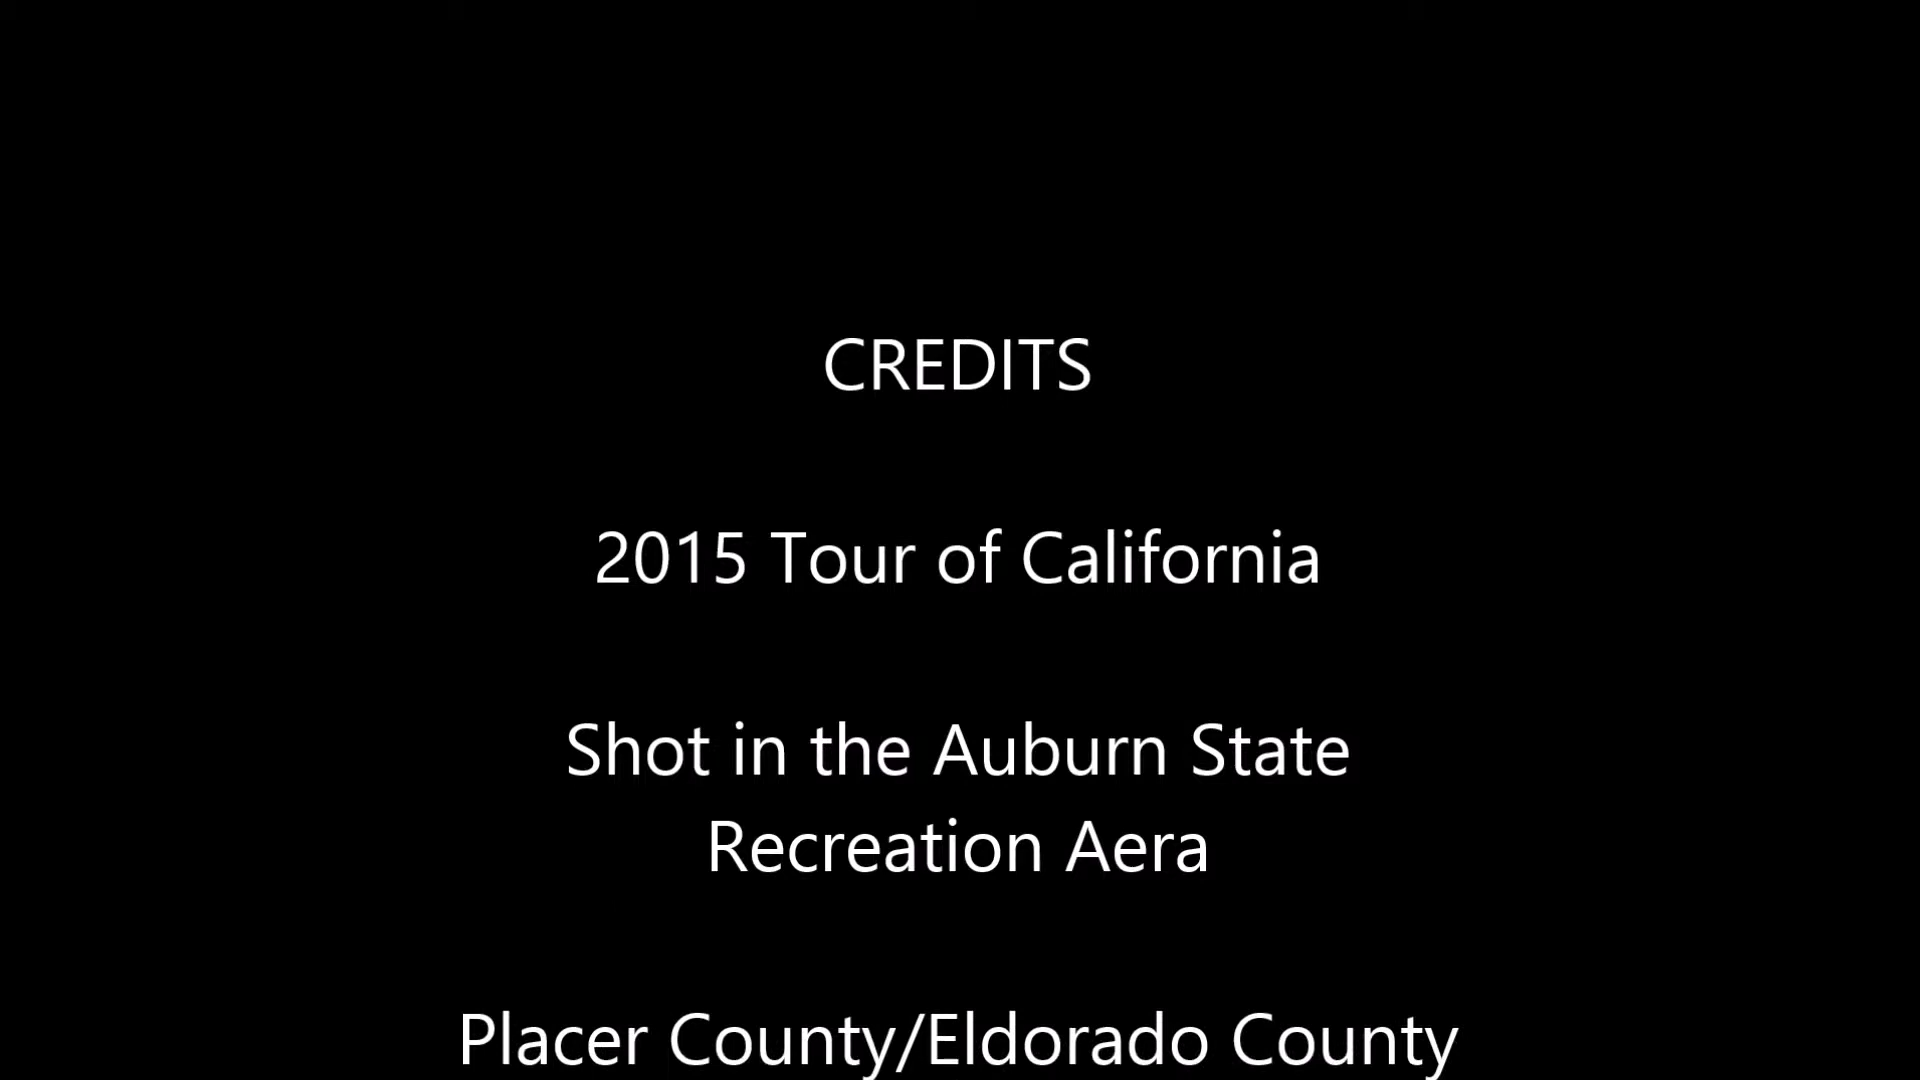 CREDITS
2015 Tour of California
Shot in the Auburn State
Recreation Aera
Placer County/Eldorado County